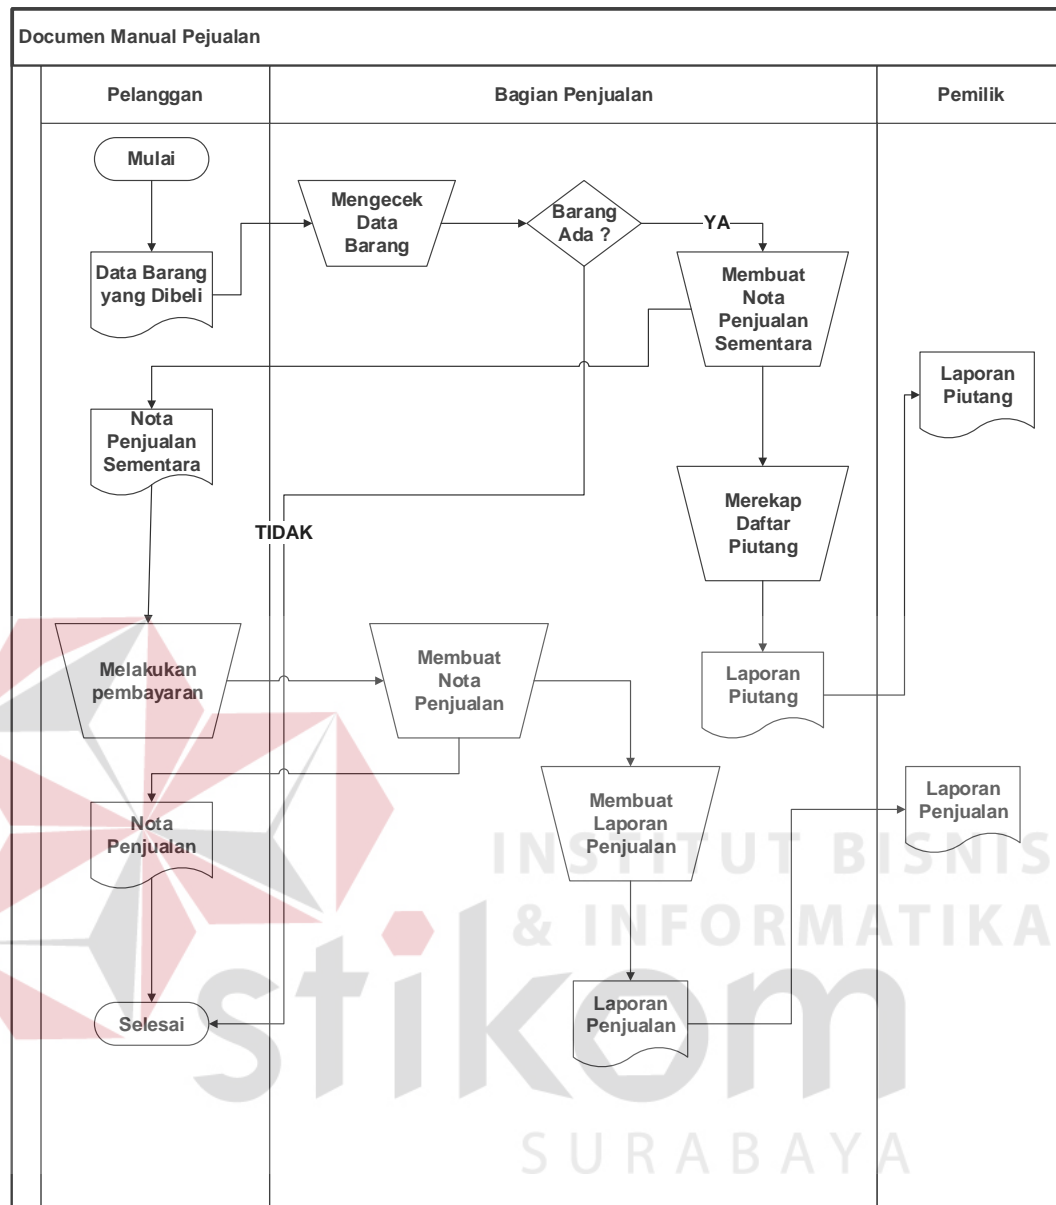 Documen Manual Pejualan
Pelanggan
Bagian Penjualan
Pemilik
Mulai
Mengecek
Data
Barang
Barang
Ada ?
YA
Data Barang
yang Dibeli
Membuat
Nota
Penjualan
Sementara
Laporan
Piutang
Nota
Penjualan
Sementara
Merekap
Daftar
Piutang
TIDAK
Melakukan
pembayaran
Membuat
Nota
Penjualan
Laporan
Piutang
Membuat
Laporan
Penjualan
Laporan
Penjualan
Nota
Penjualan
Laporan
Penjualan
Selesai
INSTITUT BISNIS
& INFORMATIKA
stikom
SURABAYA